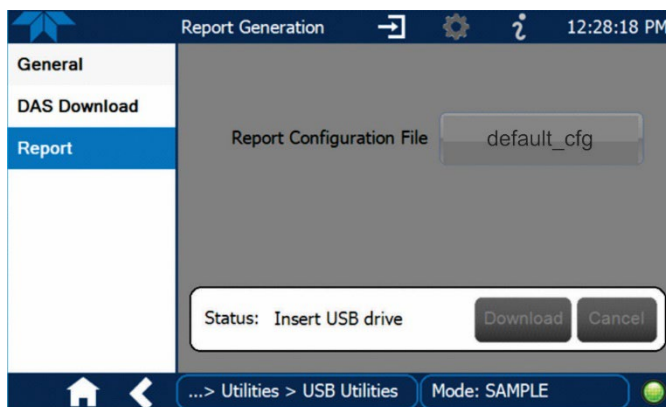 Report Generation 12:28:18 PM
General
DAS Download
Report
Report Configuration File default_cfg
Status: Insert USB drive Download Cancel
...> Utilities > USB Utilities Mode: SAMPLE